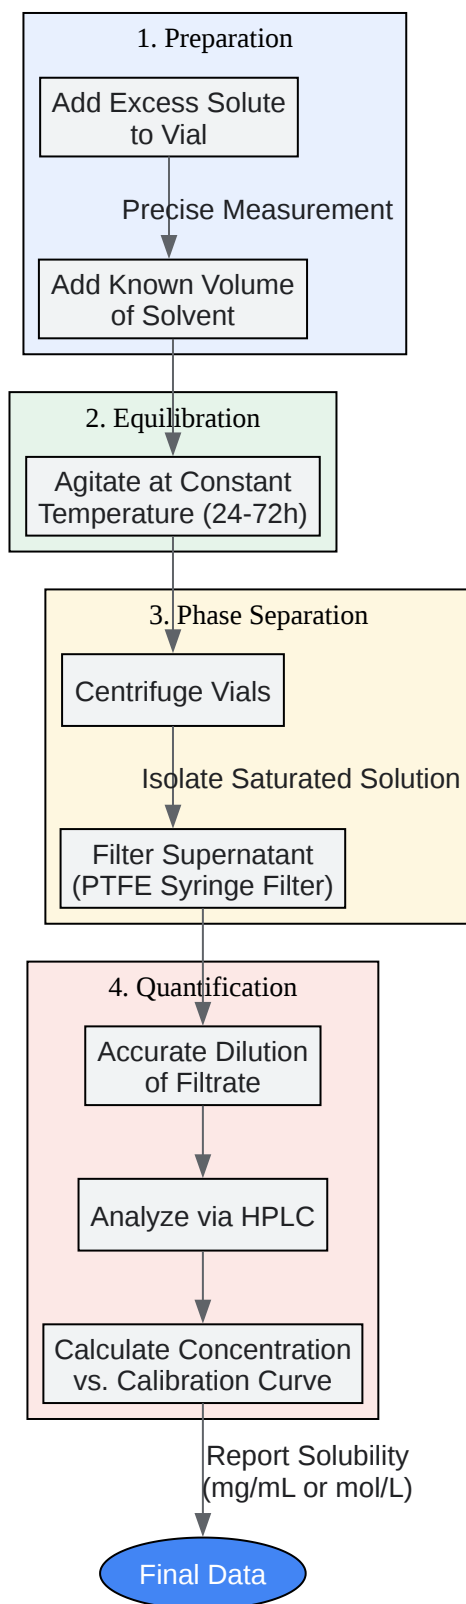 1. Preparation
Add Excess Solute
to Vial
Precise Measurement
Add Known Volume
of Solvent
2. Equilibration
Agitate at Constant
Temperature (24-72h)
3. Phase Separation
Centrifuge Vials
Isolate Saturated Solution
Filter Supernatant
(PTFE Syringe Filter)
4. Quantification
Accurate Dilution
of Filtrate
Analyze via HPLC
Calculate Concentration
vs. Calibration Curve
Report Solubility
(mg/mL or mol/L)
Final Data